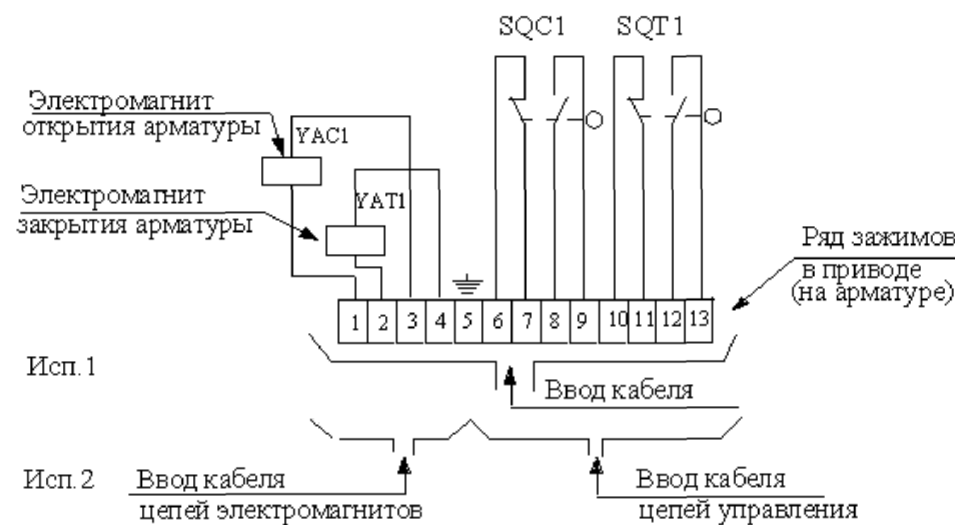 SQC1 SQT1
Электромагнит
открытия арматуры
YAC1
Электромагнит
закрытия арматуры
YAT1
Ряд зажимов
в приводе
(на арматуре)
1 2 3 4 5 6 7 8 9 10 11 12 13
Исп.1
Ввод кабеля
Исп.2
Ввод кабеля
цепей электромагнитов
Ввод кабеля
цепей управления